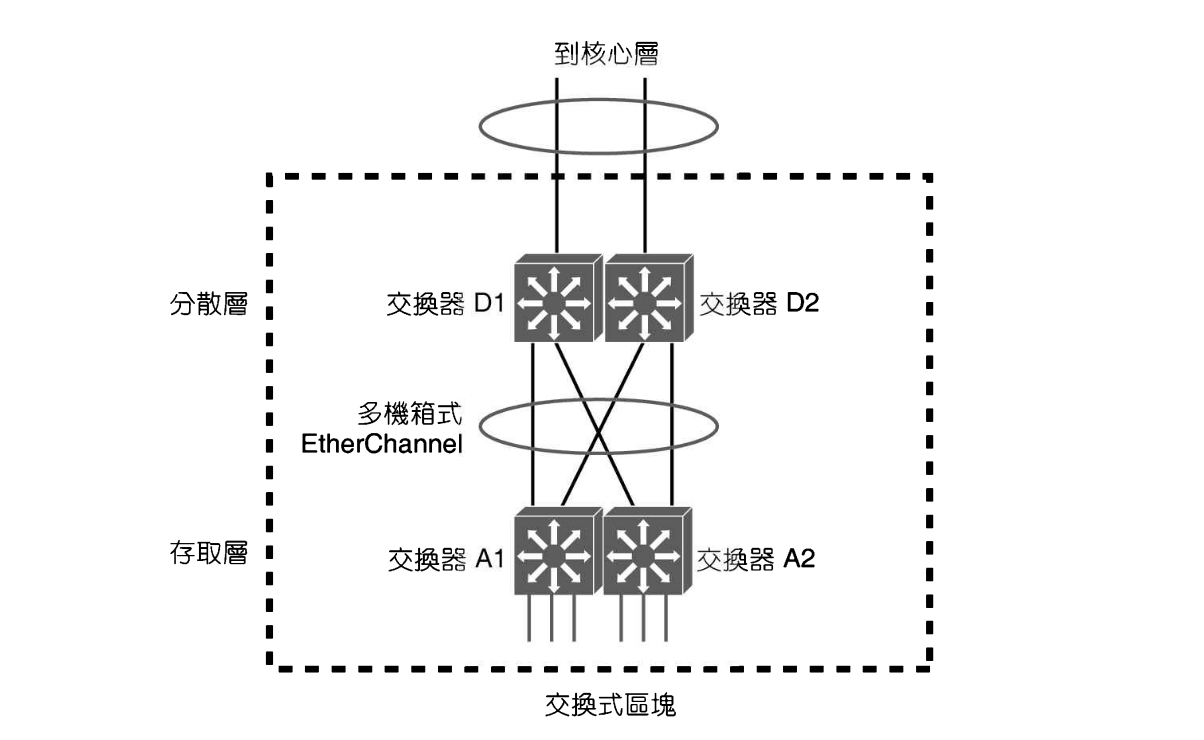 到核心層
分散層
交換器 D1
交換器 D2
多機箱式
EtherChannel
存取層
交換器 A1
交換器 A2
交換式區塊